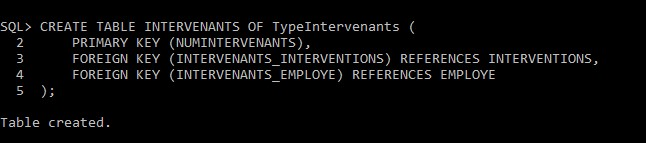 SQL> CREATE TABLE INTERVENANTS OF TypeIntervenants (
  2      PRIMARY KEY (NUMINTERVENANTS),
  3      FOREIGN KEY (INTERVENANTS_INTERVENTIONS) REFERENCES INTERVENTIONS,
  4      FOREIGN KEY (INTERVENANTS_EMPLOYE) REFERENCES EMPLOYE
  5  );
Table created.